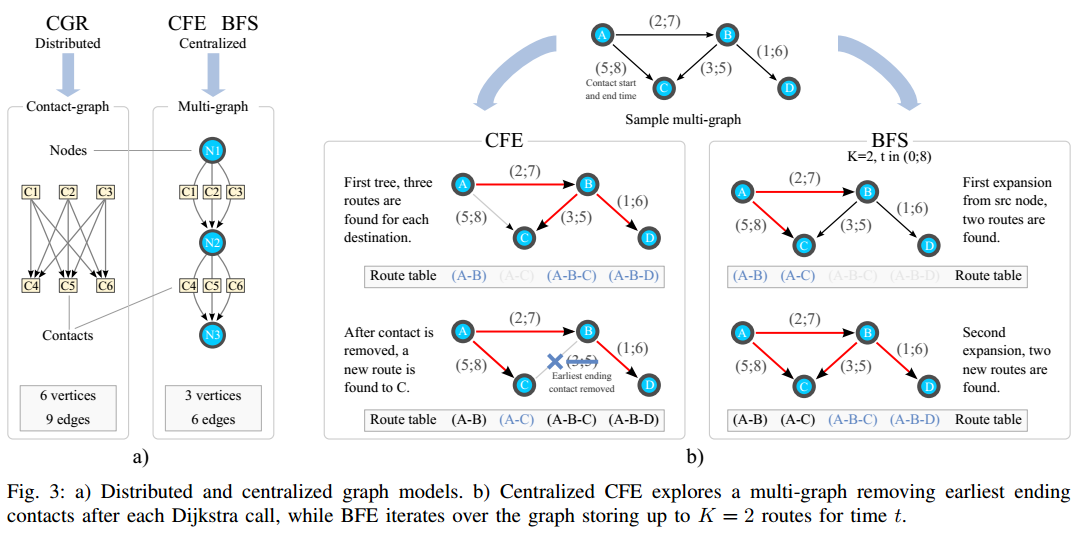 CGR
Distributed
CFE BFS
Centralized
Contact-graph
Multi-graph
Nodes
N1
C1 C2 C3
C1 C2 C3
N2
C4 C5 C6
C4 C5 C6
Contacts
N3
6 vertices
9 edges
3 vertices
6 edges
a)
A
(2;7)
B
(5;8)
(3;5)
(1;6)
Contact start
and end time
C
D
Sample multi-graph
CFE
First tree, three
routes are
found for each
destination.
A
(2;7)
B
(5;8)
(3;5)
(1;6)
C
D
Route table (A-B) (A-C) (A-B-C) (A-B-D)
After contact is
removed, a
new route is
found to C.
A
(2;7)
B
(5;8)
(3;5)
(1;6)
Earliest ending
contact removed
C
D
Route table (A-B) (A-C) (A-B-C) (A-B-D)
BFS
K=2, t in (0;8)
A
(2;7)
B
(5;8)
(3;5)
(1;6)
C
D
First expansion
from src node,
two routes are
found.
(A-B) (A-C) (A-B-C) (A-B-D) Route table
A
(2;7)
B
(5;8)
(3;5)
(1;6)
C
D
Second
expansion, two
new routes are
found.
(A-B) (A-C) (A-B-C) (A-B-D) Route table
b)
Fig. 3: a) Distributed and centralized graph models. b) Centralized CFE explores a multi-graph removing earliest ending
contacts after each Dijkstra call, while BFE iterates over the graph storing up to K = 2 routes for time t.